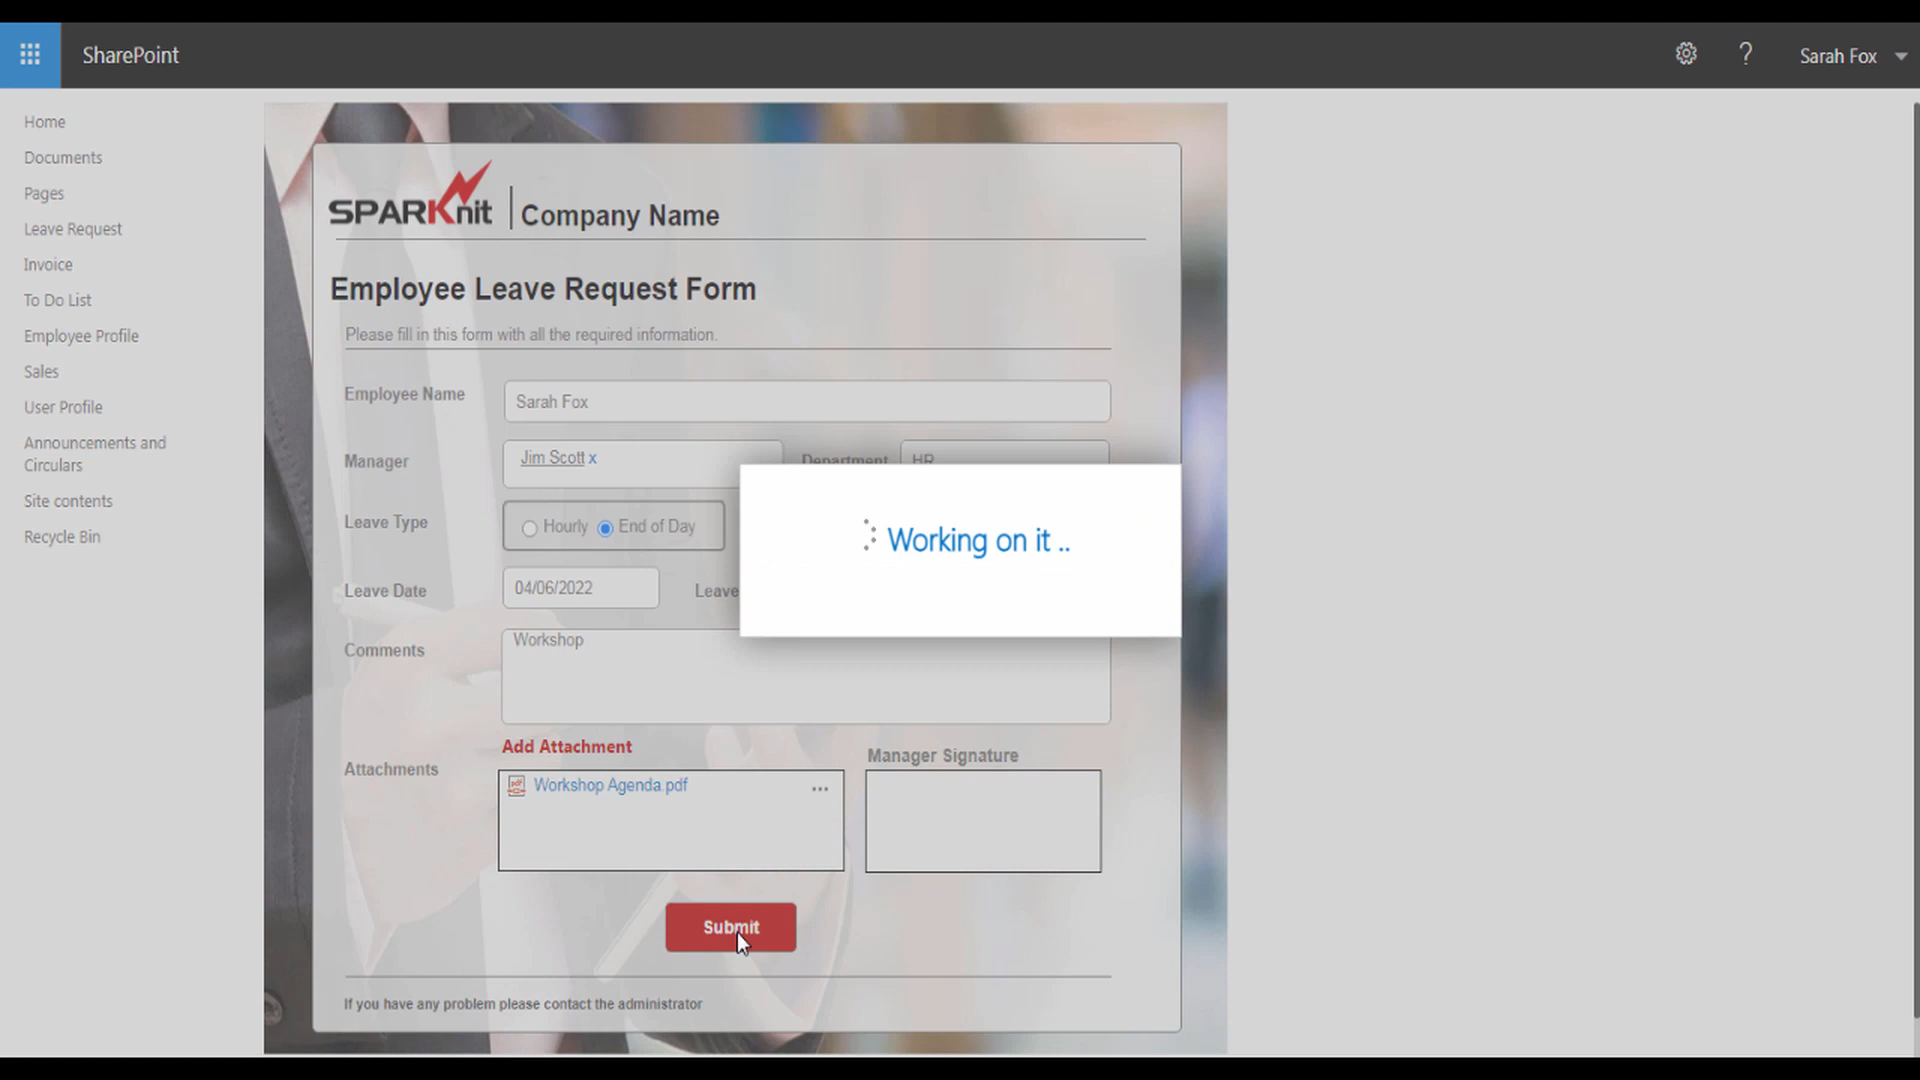 SharePoint
?
Sarah Fox
Home
Documents
Pages
Leave Request
Invoice
To Do List
Employee Profile
Sales
User Profile
Announcements and
Circulars
Site contents
Recycle Bin
SPARKnit
Company Name
Employee Leave Request Form
Please fill in this form with all the required information.
Employee Name
Sarah Fox
Manager
Jim Scott x
Department
HR
Leave Type
Hourly
End of Day
Working on it ..
Leave Date
04/06/2022
Leave
Comments
Workshop
Add Attachment
Manager Signature
Attachments
Workshop Agenda.pdf
...
Submit
If you have any problem please contact the administrator